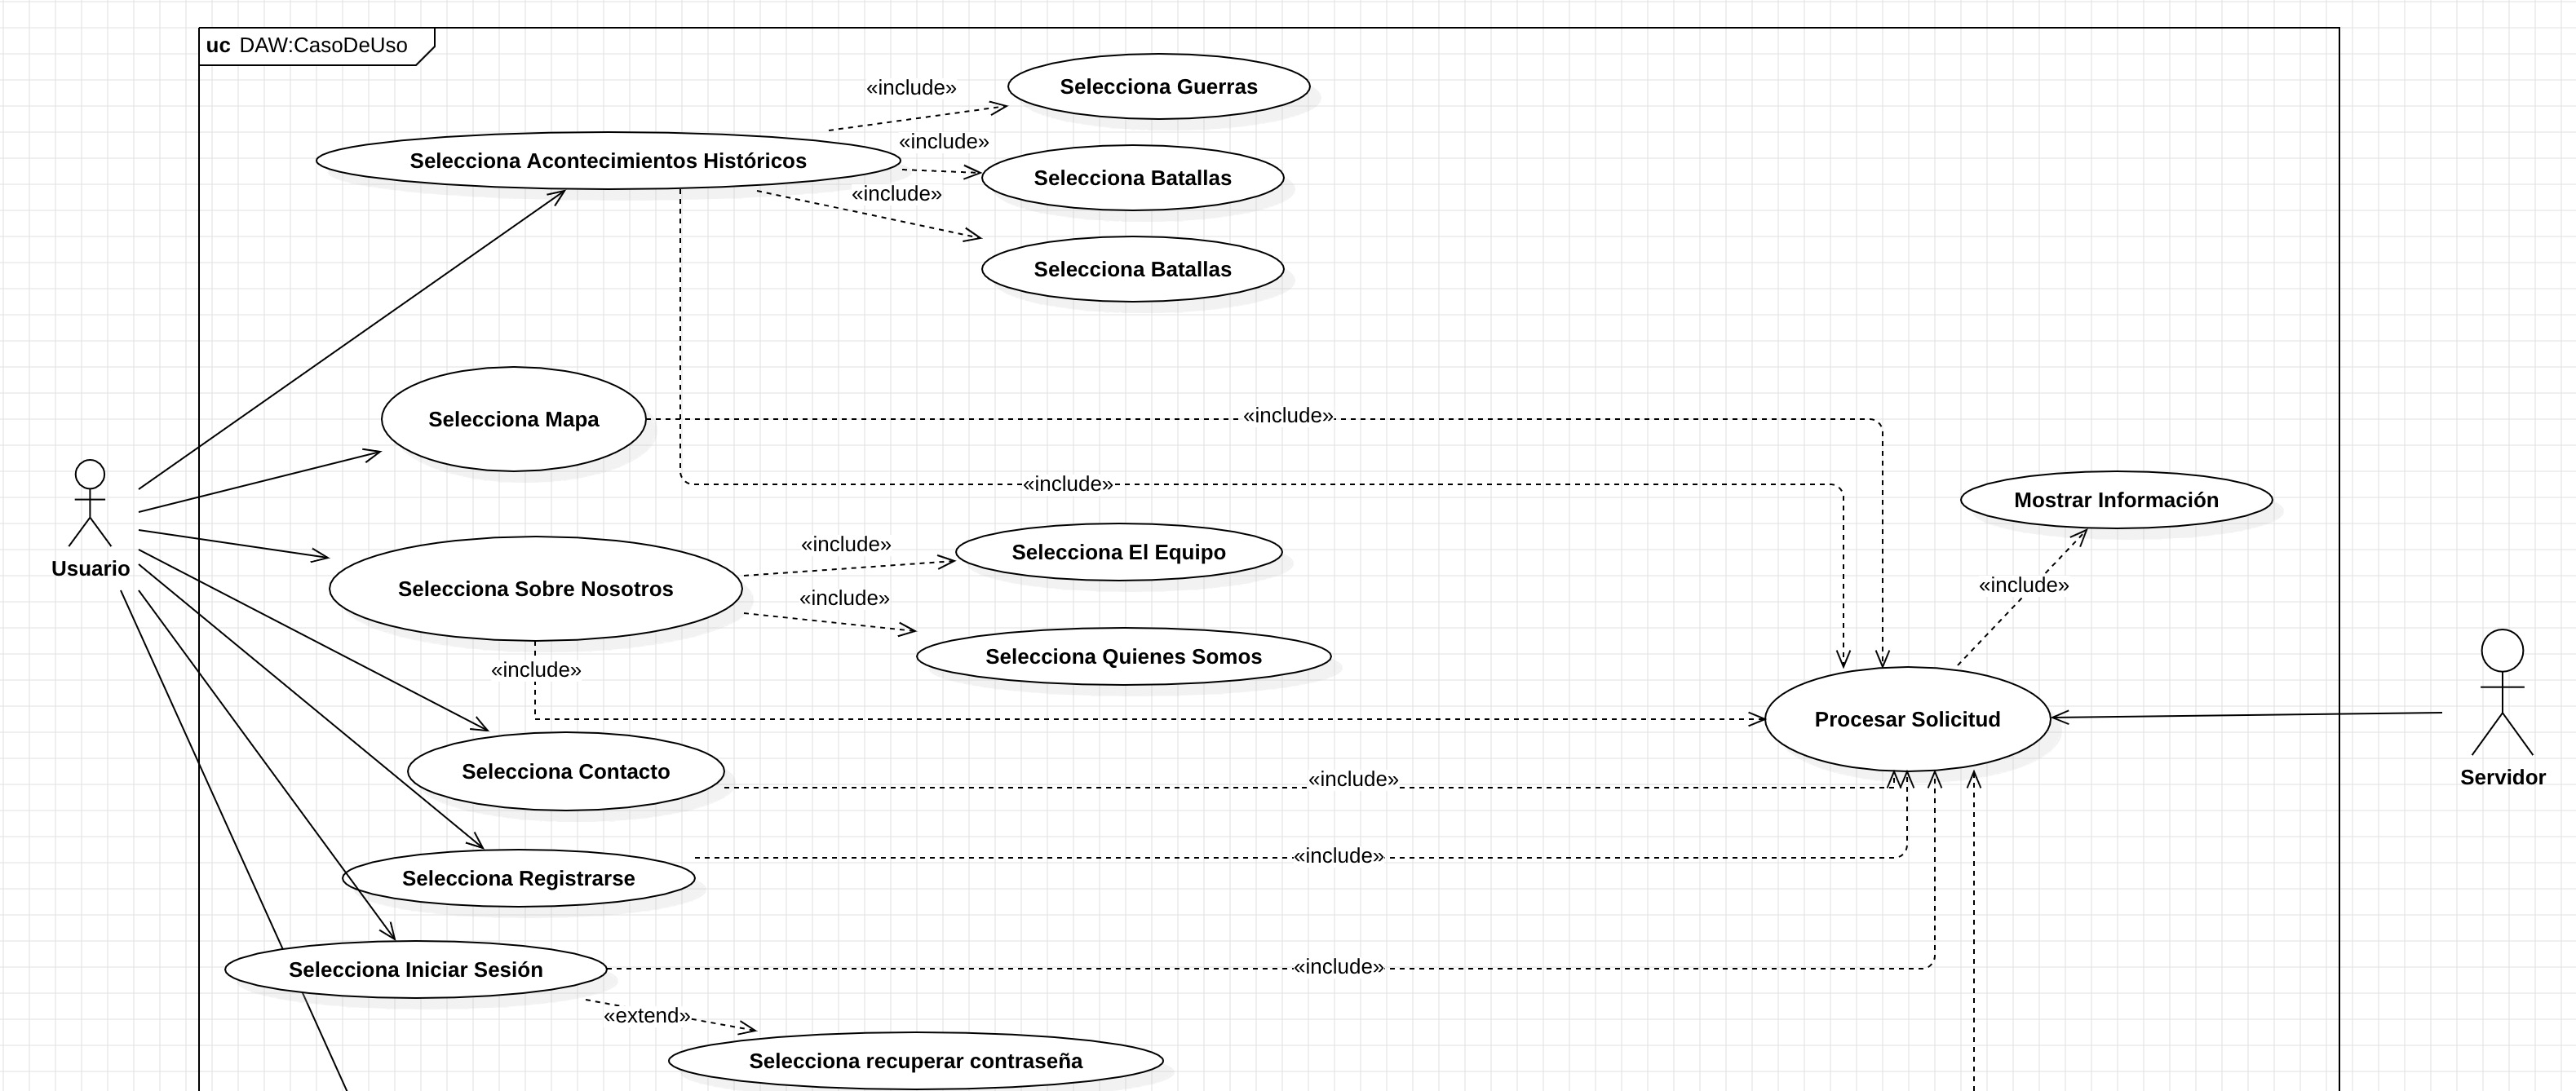 uc DAW:CasoDeUso
«include»
Selecciona Guerras
Selecciona Acontecimientos Históricos
«include»
Selecciona Batallas
«include»
Selecciona Batallas
Selecciona Mapa
«include»
«include»
Mostrar Información
Usuario
Selecciona Sobre Nosotros
«include»
Selecciona El Equipo
«include»
Selecciona Quienes Somos
«include»
«include»
Procesar Solicitud
Servidor
Selecciona Contacto
«include»
Selecciona Registrarse
«include»
Selecciona Iniciar Sesión
«include»
«extend»
Selecciona recuperar contraseña